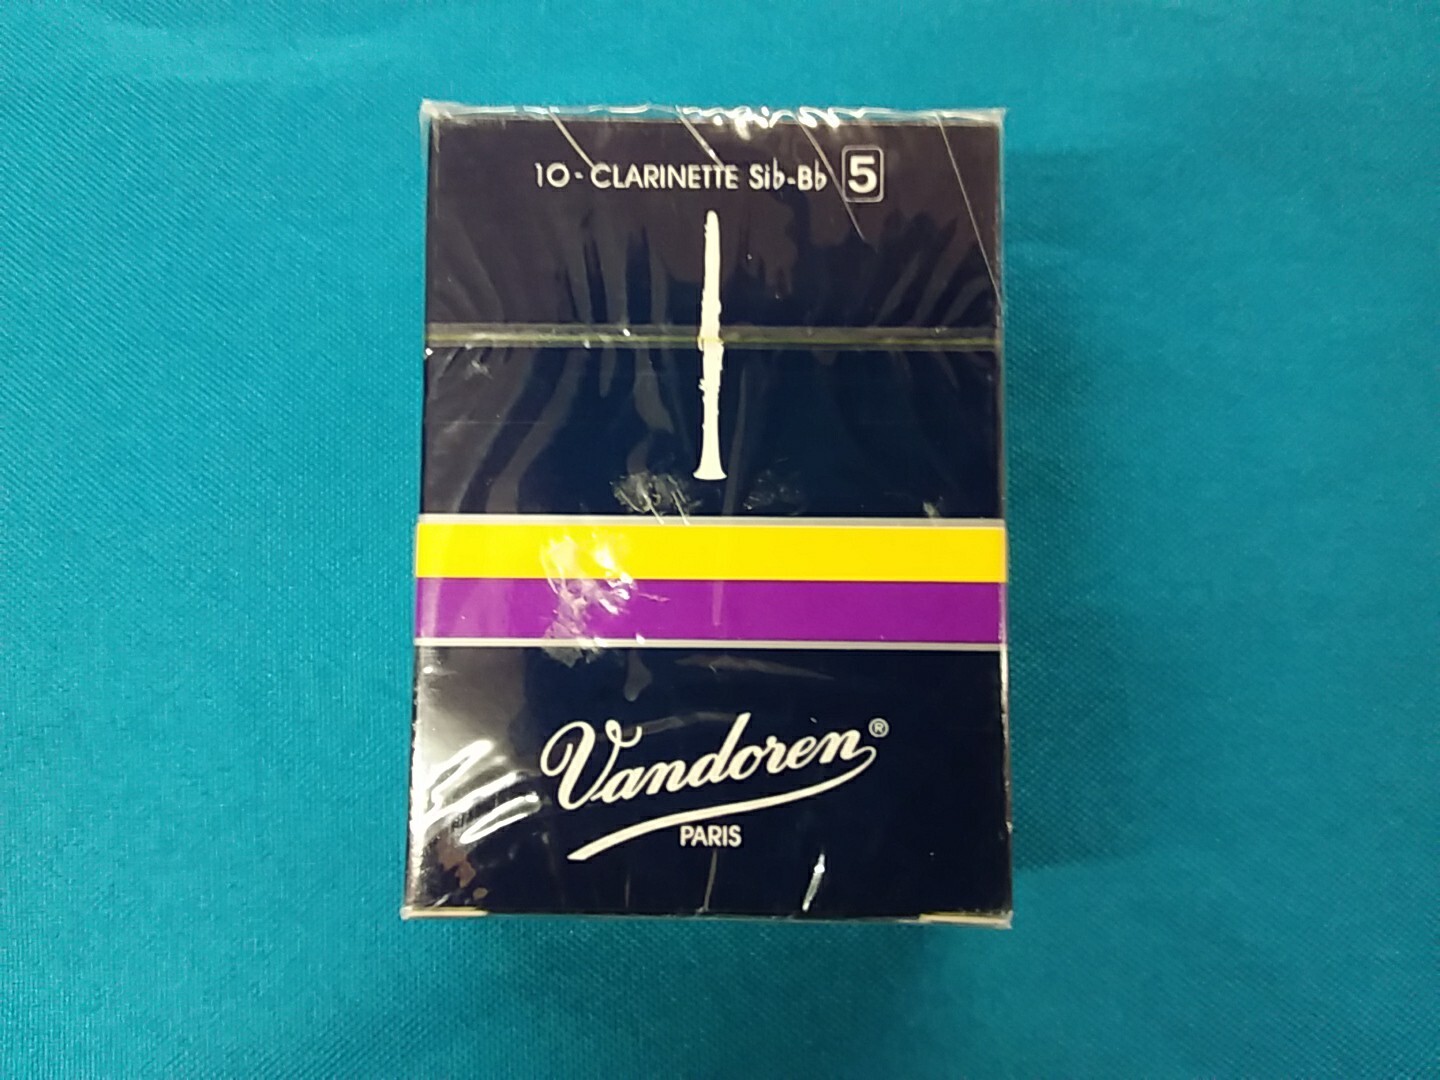 10-CLARINETTE Sib-Bb 5
Vandoren®
PARIS